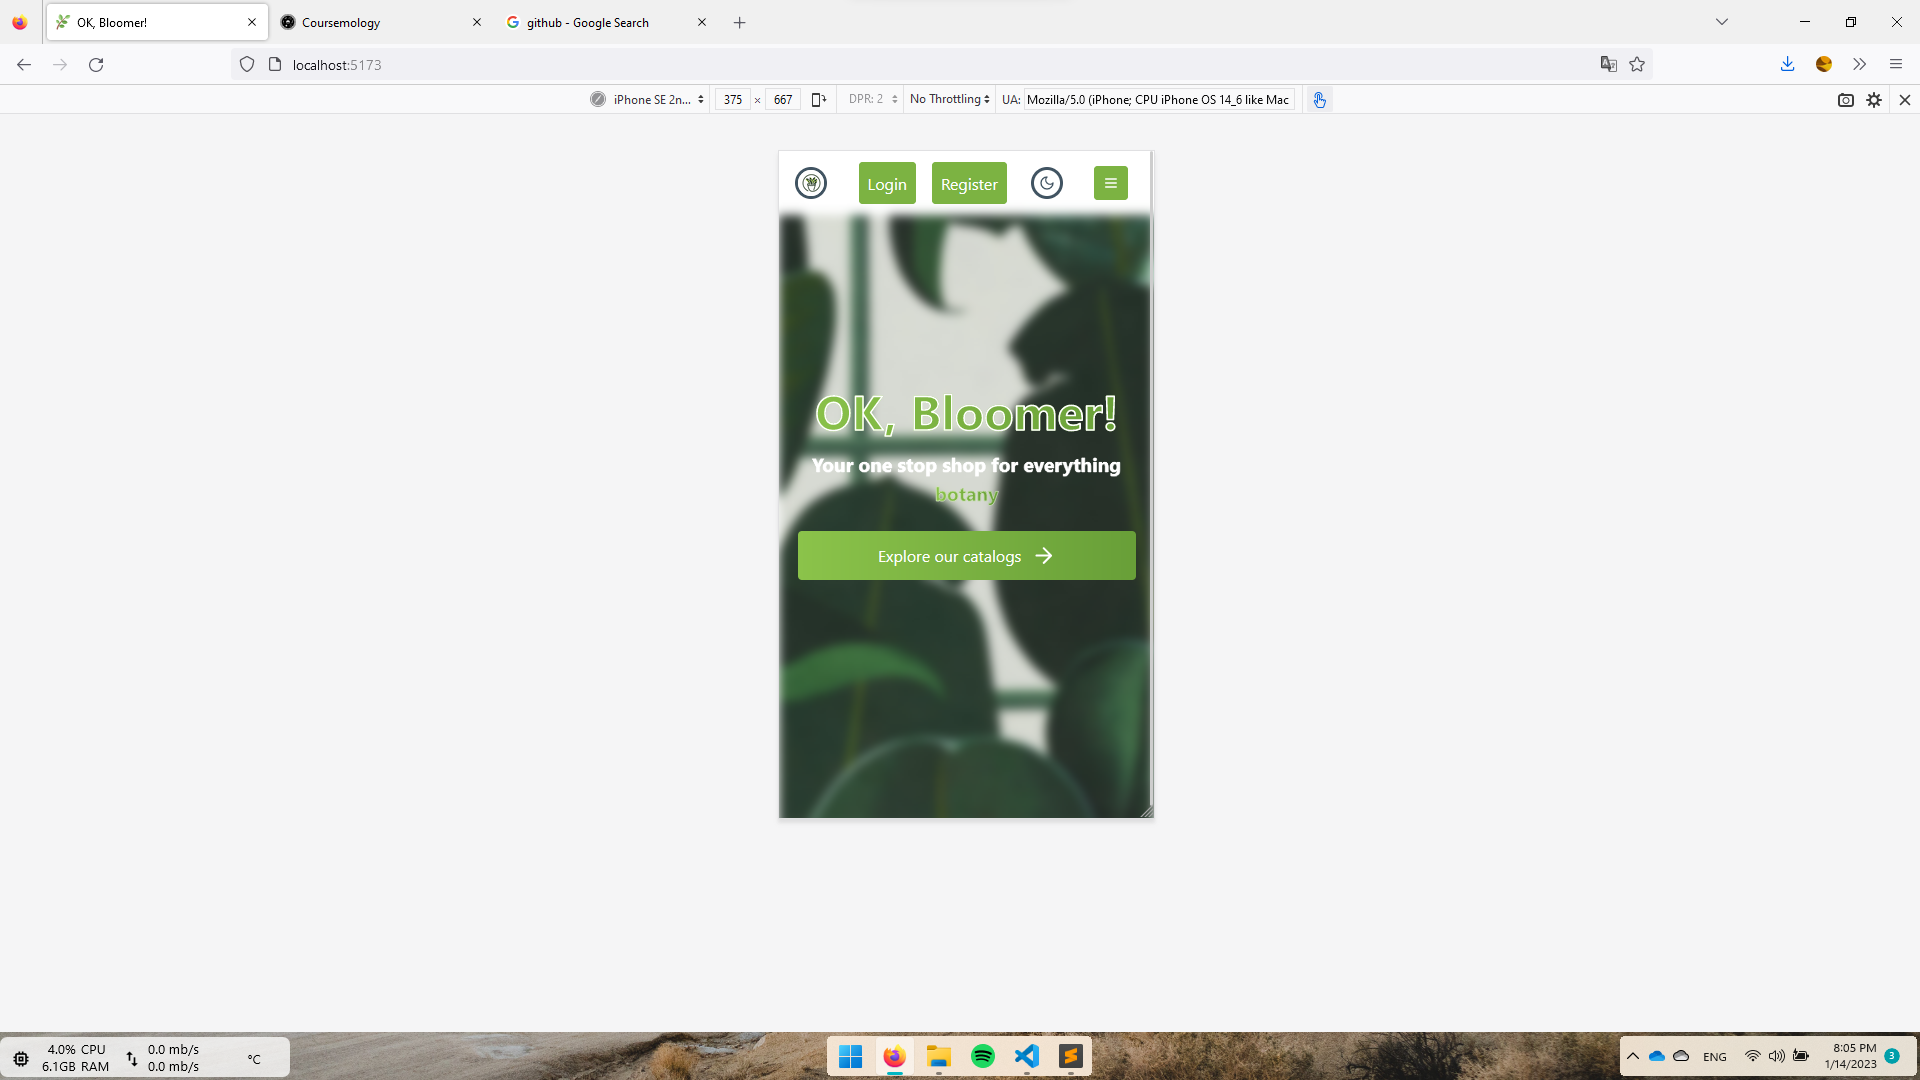 OK, Bloomer!
Coursemology
github - Google Search
localhost:5173
iPhone SE 2n...
375 × 667
DPR: 2
No Throttling
UA: Mozilla/5.0 (iPhone; CPU iPhone OS 14_6 like Mac
Login
Register
OK, Bloomer!
Your one stop shop for everything
botany
Explore our catalogs
4.0% CPU
6.1GB RAM
0.0 mb/s
0.0 mb/s
°C
ENG
8:05 PM
1/14/2023
3